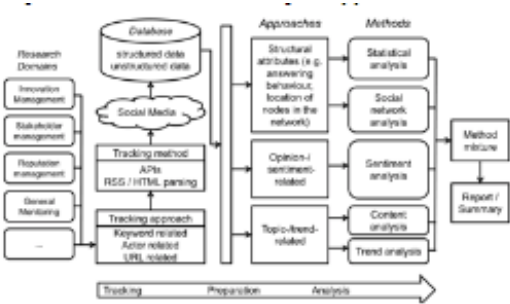 Research
Domains
Innovation
Management
Stakeholder
management
Reputation
management
General
Monitoring
...
Database
structured data
unstructured data
Social Media
Tracking method
APIs
RSS / HTML parsing
Tracking approach
Keyword related
Actor related
URL related
Approaches
Structural
attributes (e.g.
answering
behaviour,
location of
nodes in the
network)
Opinion-/
sentiment-
related
Topic-/trend-
related
Methods
Statistical
analysis
Social
network
analysis
Sentiment
analysis
Content
analysis
Trend analysis
Method
mixture
Report /
Summary
Tracking Preparation Analysis